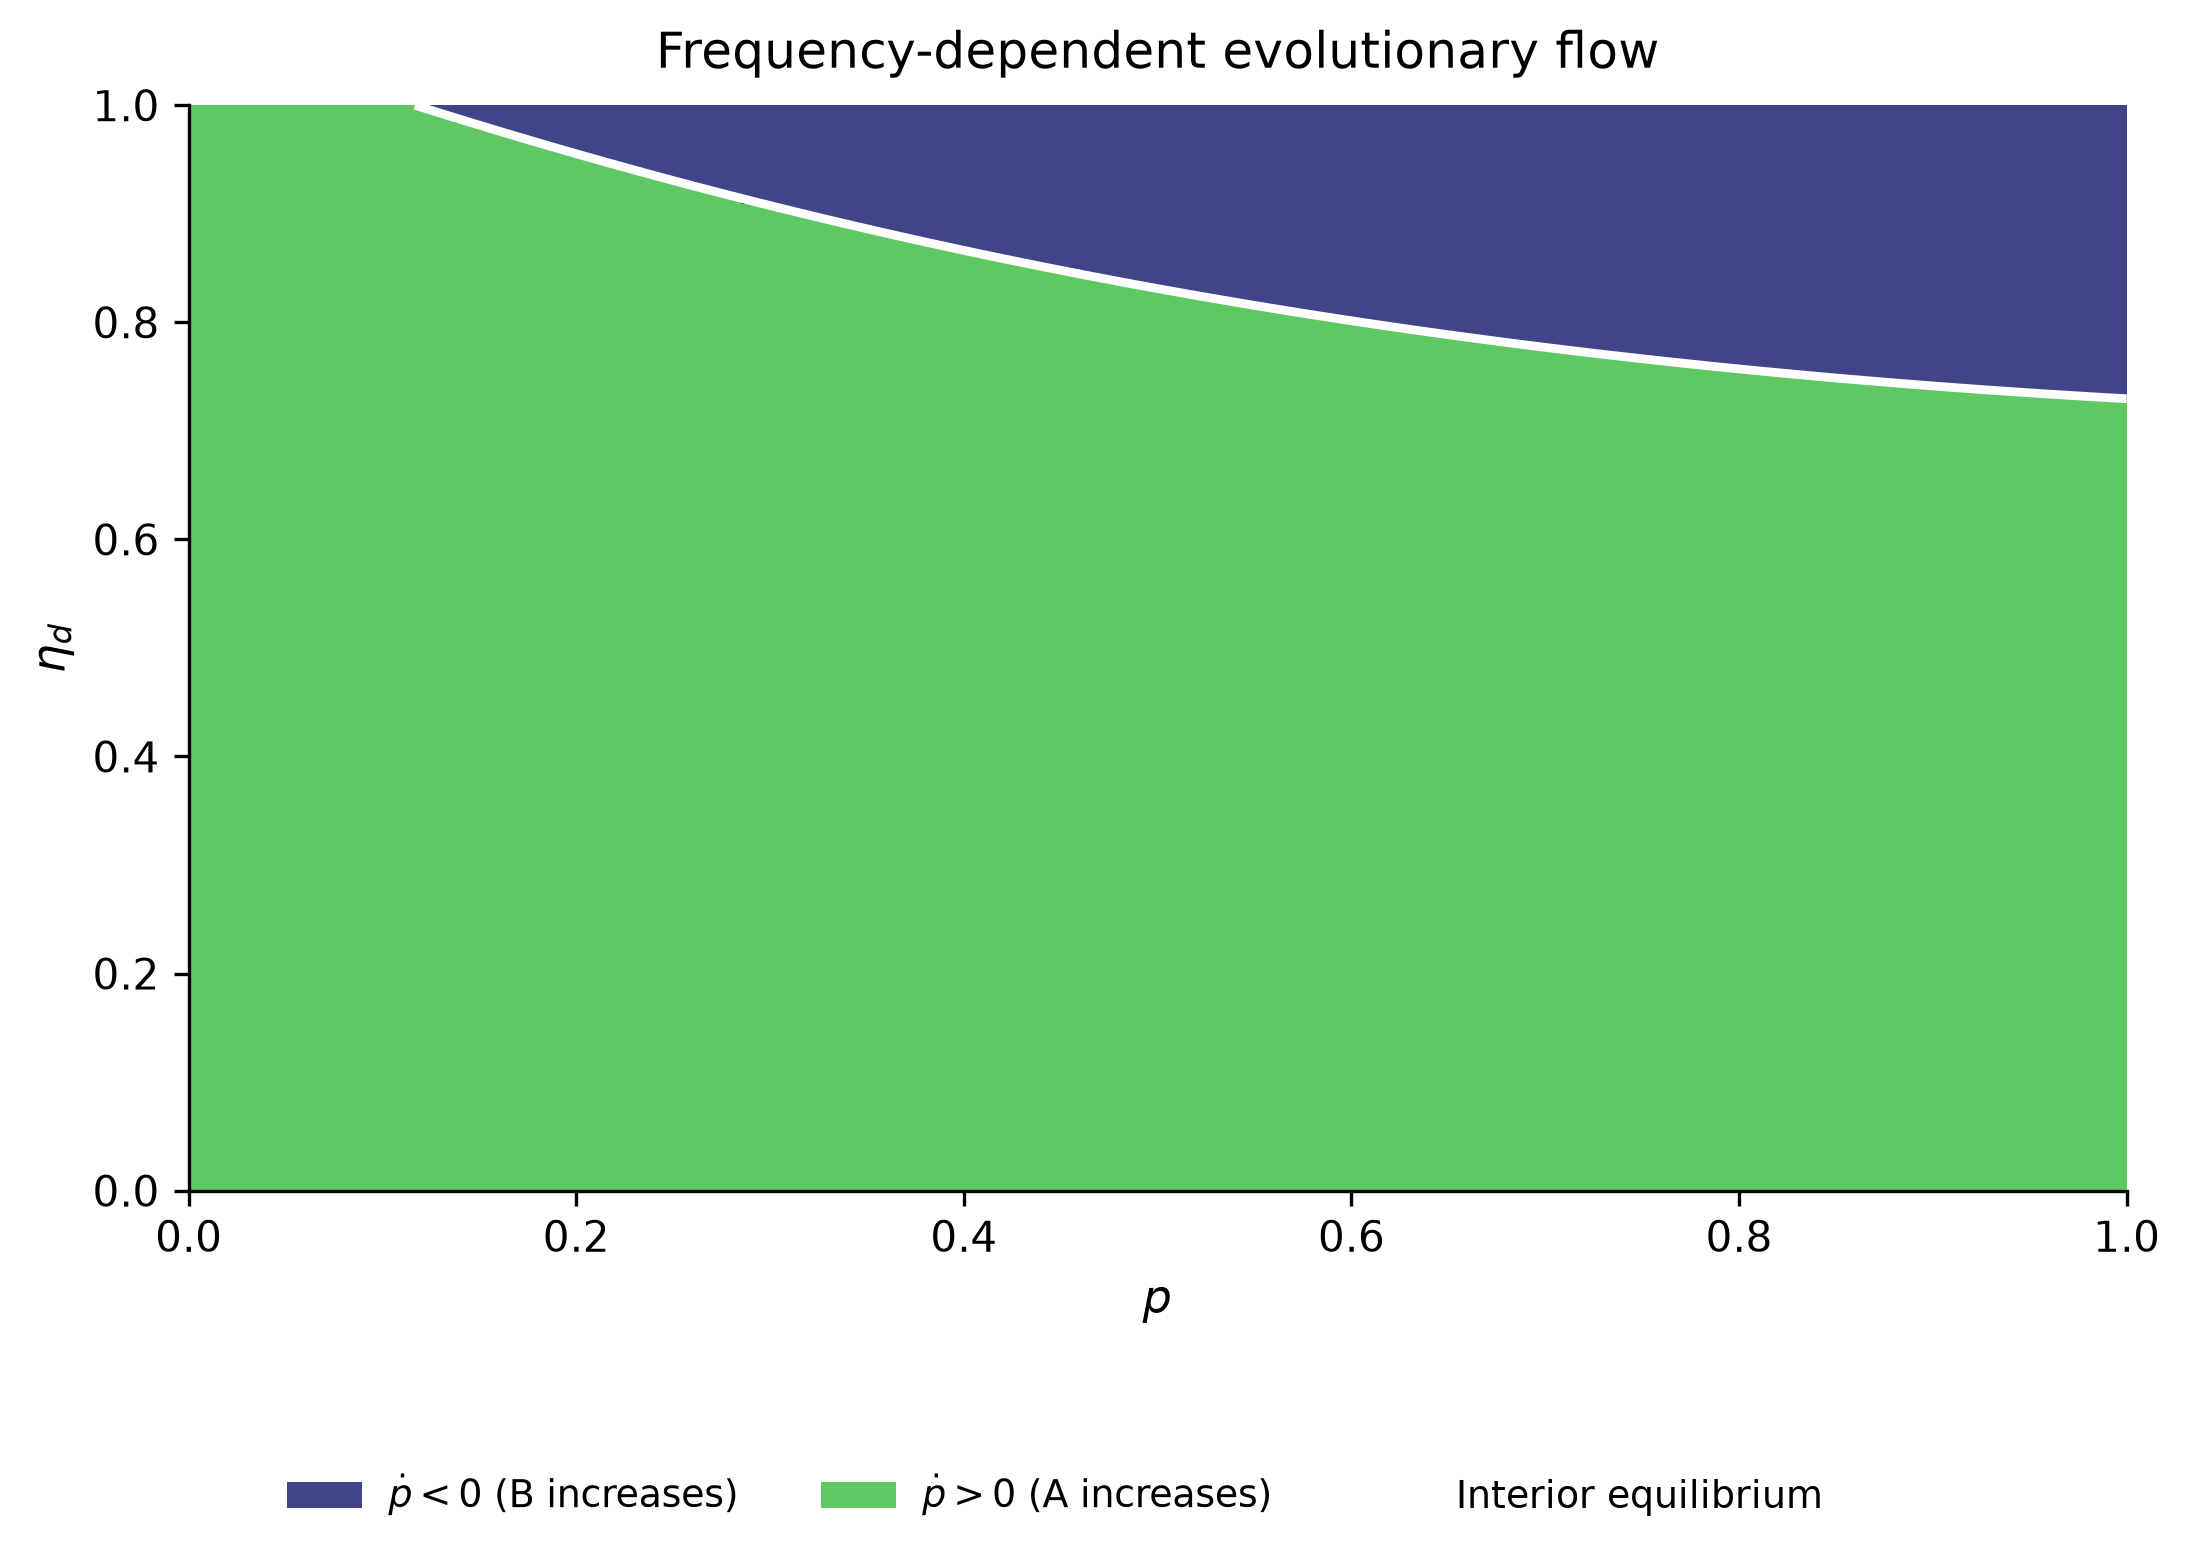 Frequency-dependent evolutionary flow
1.0
0.8
0.6
0.4
0.2
0.0
η_d
0.0 0.2 0.4 0.6 0.8 1.0
p
ṗ < 0 (B increases) ṗ > 0 (A increases) Interior equilibrium